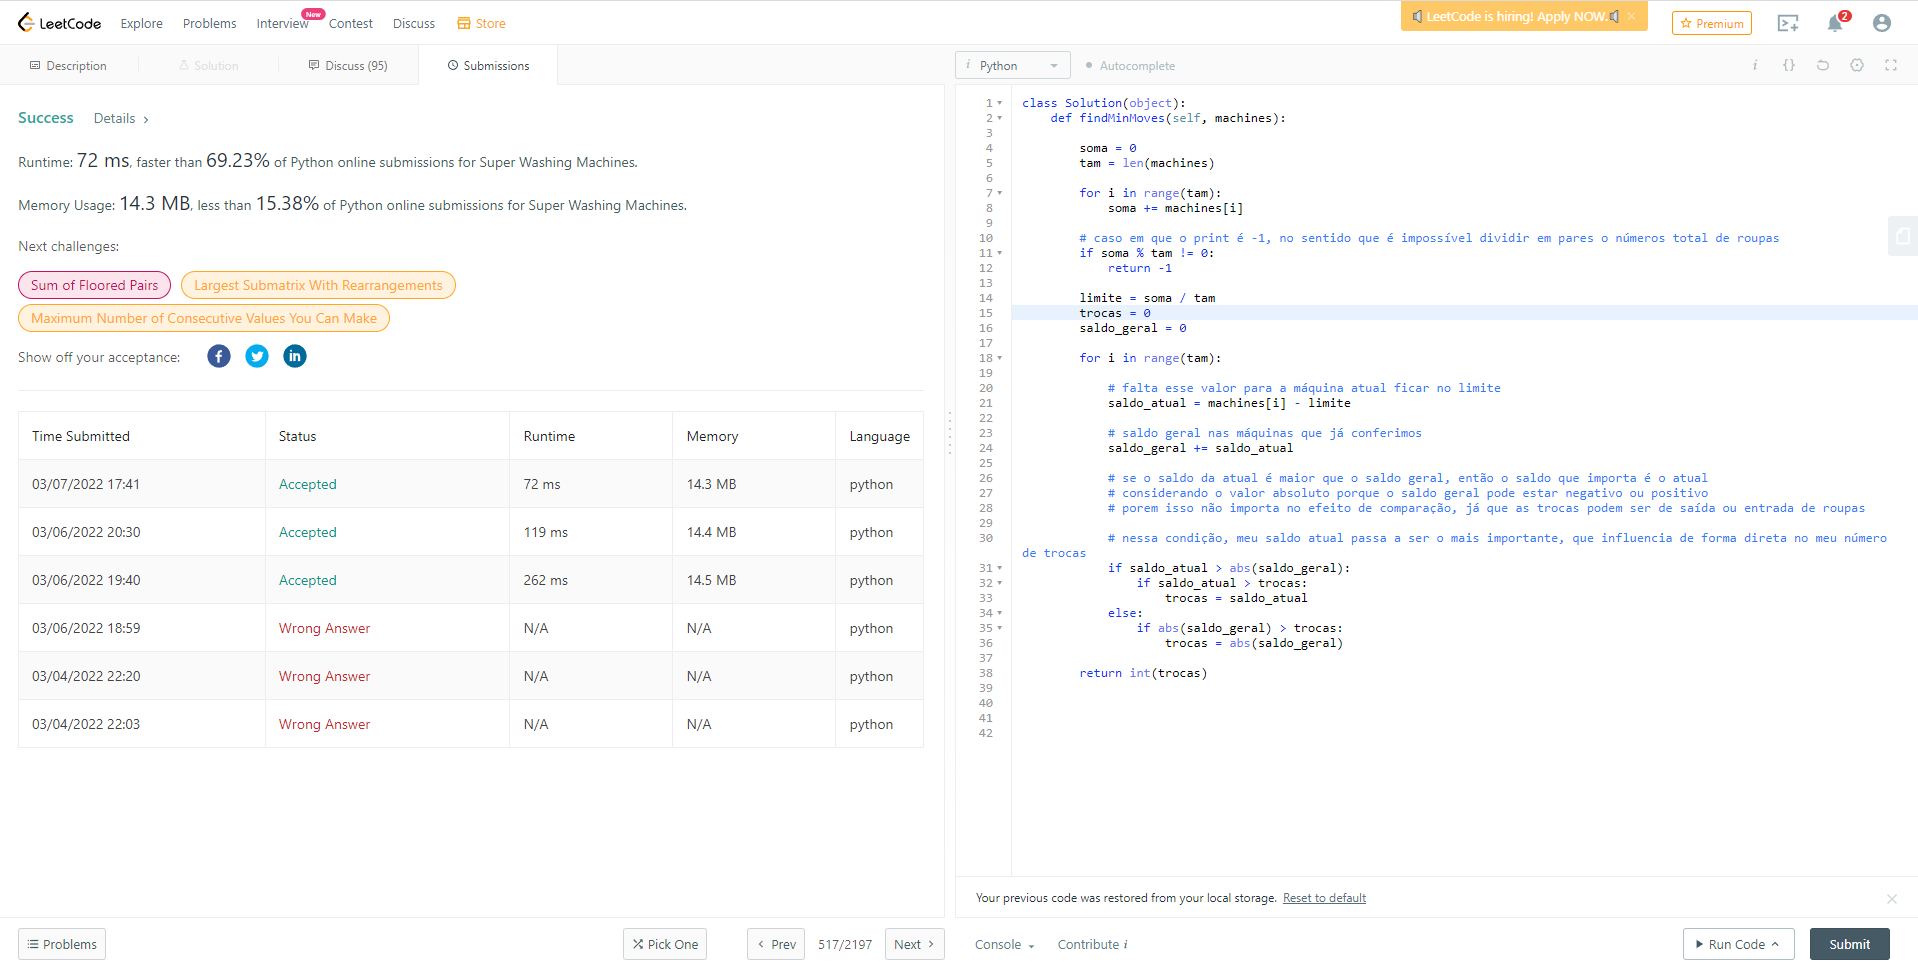 LeetCode Explore Problems Interview New Contest Discuss Store LeetCode is hiring! Apply NOW. Premium 2
Description Solution Discuss (95) Submissions
Success Details
Runtime: 72 ms, faster than 69.23% of Python online submissions for Super Washing Machines.
Memory Usage: 14.3 MB, less than 15.38% of Python online submissions for Super Washing Machines.
Next challenges:
Sum of Floored Pairs Largest Submatrix With Rearrangements
Maximum Number of Consecutive Values You Can Make
Show off your acceptance:
Time Submitted Status Runtime Memory Language
03/07/2022 17:41 Accepted 72 ms 14.3 MB python
03/06/2022 20:30 Accepted 119 ms 14.4 MB python
03/06/2022 19:40 Accepted 262 ms 14.5 MB python
03/06/2022 18:59 Wrong Answer N/A N/A python
03/04/2022 22:20 Wrong Answer N/A N/A python
03/04/2022 22:03 Wrong Answer N/A N/A python
Problems Pick One < Prev 517/2197 Next >
i Python Autocomplete i {}
1 class Solution(object):
2 def findMinMoves(self, machines):
3
4 soma = 0
5 tam = len(machines)
6
7 for i in range(tam):
8 soma += machines[i]
9
10 # caso em que o print é -1, no sentido que é impossível dividir em pares o números total de roupas
11 if soma % tam != 0:
12 return -1
13
14 limite = soma / tam
15 trocas = 0
16 saldo_geral = 0
17
18 for i in range(tam):
19
20 # falta esse valor para a máquina atual ficar no limite
21 saldo_atual = machines[i] - limite
22
23 # saldo geral nas máquinas que já conferimos
24 saldo_geral += saldo_atual
25
26 # se o saldo da atual é maior que o saldo geral, então o saldo que importa é o atual
27 # considerando o valor absoluto porque o saldo geral pode estar negativo ou positivo
28 # porem isso não importa no efeito de comparação, já que as trocas podem ser de saída ou entrada de roupas
29
30 # nessa condição, meu saldo atual passa a ser o mais importante, que influencia de forma direta no meu número
de trocas
31 if saldo_atual > abs(saldo_geral):
32 if saldo_atual > trocas:
33 trocas = saldo_atual
34 else:
35 if abs(saldo_geral) > trocas:
36 trocas = abs(saldo_geral)
37
38 return int(trocas)
39
40
41
42
Your previous code was restored from your local storage. Reset to default
Console Contribute i Run Code Submit